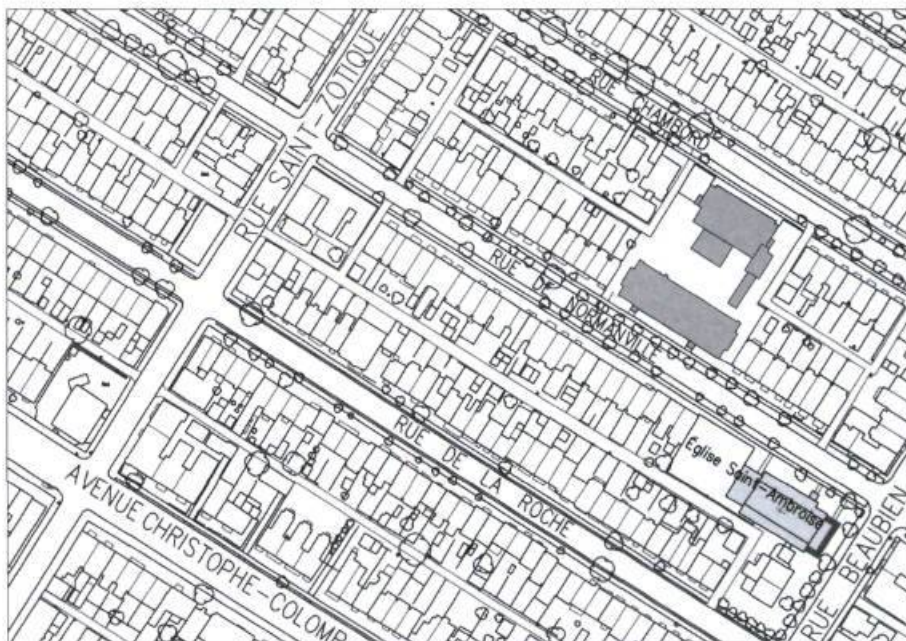 RUE CHAMBORD
RUE SAINT-ZOTIQUE
RUE DE NORMANVILLE
RUE DE LA ROCHE
Église Saint-Ambroise
AVENUE CHRISTOPHE-COLOMB
RUE BEAUBIEN